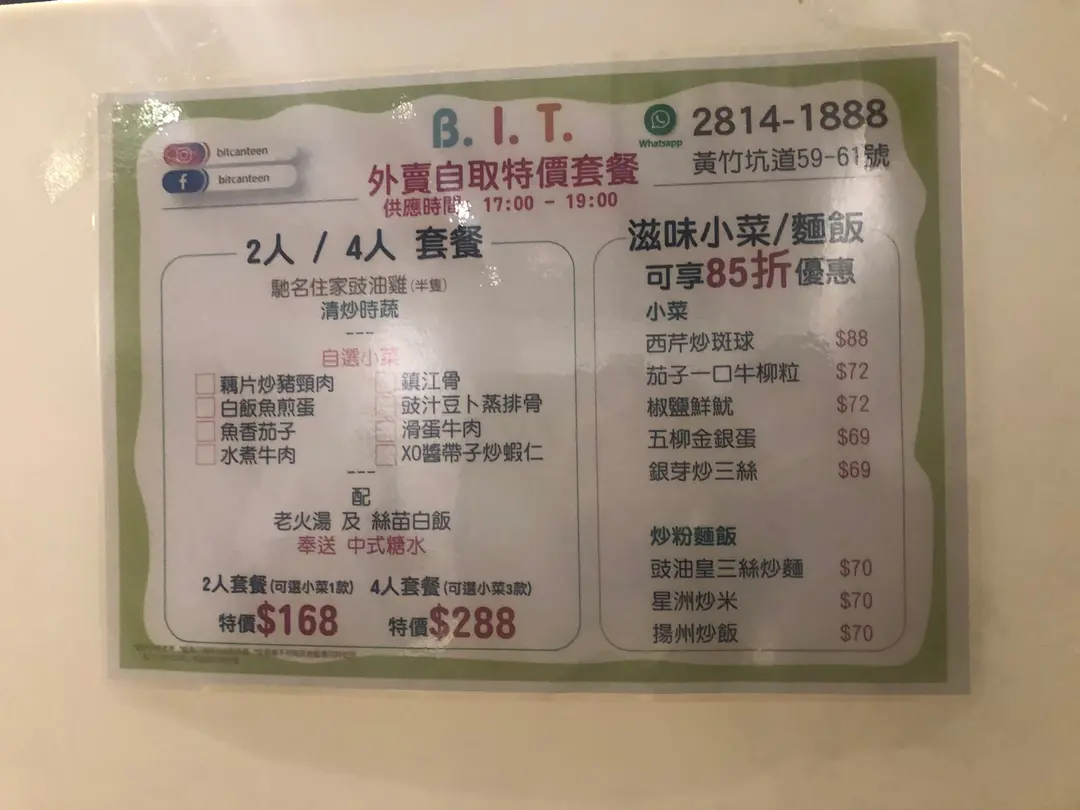 B. I. T.
bitcanteen
bitcanteen
外賣自取特價套餐
供應時間: 17:00 - 19:00
Whatsapp
2814-1888
黃竹坑道59-61號
2人 / 4人 套餐
馳名住家豉油雞(半隻)
清炒時蔬
---
自選小菜
藕片炒豬頸肉 鎮江骨
白飯魚煎蛋 豉汁豆卜蒸排骨
魚香茄子 滑蛋牛肉
水煮牛肉 XO醬帶子炒蝦仁
---
配
老火湯 及 絲苗白飯
奉送 中式糖水
2人套餐(可選小菜1款) 4人套餐(可選小菜3款)
特價$168 特價$288
滋味小菜/麵飯
可享85折優惠
小菜
西芹炒斑球 $88
茄子一口牛柳粒 $72
椒鹽鮮魷 $72
五柳金銀蛋 $69
銀芽炒三絲 $69
炒粉麵飯
豉油皇三絲炒麵 $70
星洲炒米 $70
揚州炒飯 $70